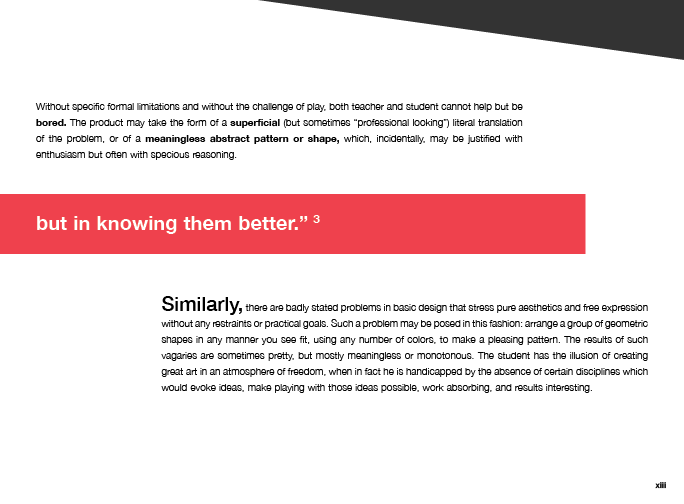 Without specific formal limitations and without the challenge of play, both teacher and student cannot help but be
bored. The product may take the form of a superficial (but sometimes “professional looking”) literal translation
of the problem, or of a meaningless abstract pattern or shape, which, incidentally, may be justified with
enthusiasm but often with specious reasoning.
but in knowing them better.” 3
Similarly, there are badly stated problems in basic design that stress pure aesthetics and free expression
without any restraints or practical goals. Such a problem may be posed in this fashion: arrange a group of geometric
shapes in any manner you see fit, using any number of colors, to make a pleasing pattern. The results of such
vagaries are sometimes pretty, but mostly meaningless or monotonous. The student has the illusion of creating
great art in an atmosphere of freedom, when in fact he is handicapped by the absence of certain disciplines which
would evoke ideas, make playing with those ideas possible, work absorbing, and results interesting.
xiii